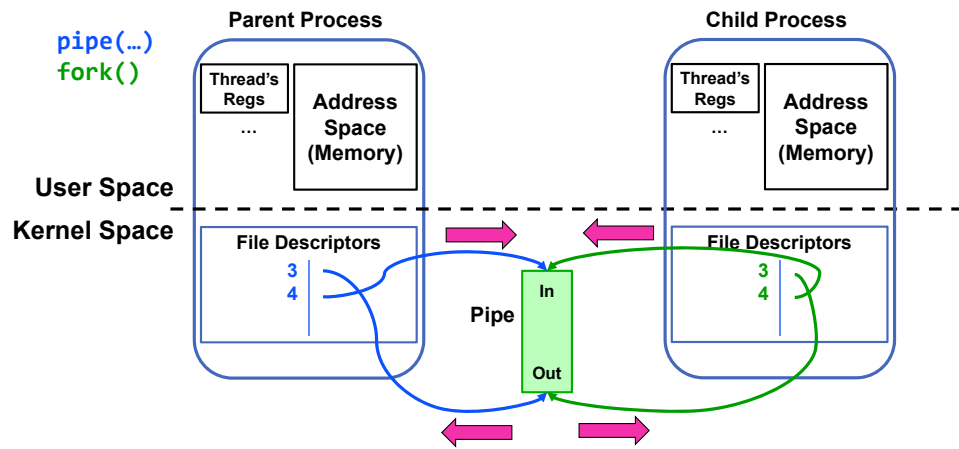 Parent Process
Child Process
pipe(…)
fork()
Thread's
Regs
…
Address
Space
(Memory)
Thread's
Regs
…
Address
Space
(Memory)
User Space
Kernel Space
File Descriptors
3
4
File Descriptors
3
4
Pipe
In
Out